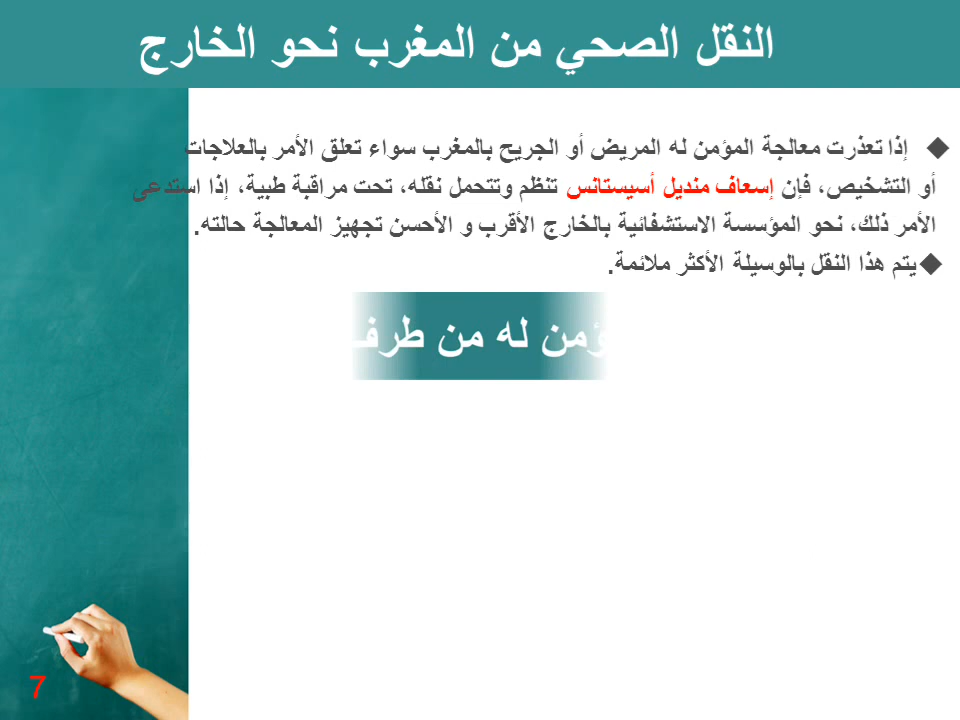 النقل الصحي من المغرب نحو الخارج
◆ إذا تعذرت معالجة المؤمن له المريض أو الجريح بالمغرب سواء تعلق الأمر بالعلاجات
أو التشخيص، فإن إسعاف منديل أسيستانس تنظم وتتحمل نقله، تحت مراقبة طبية، إذا استدعى
الأمر ذلك، نحو المؤسسة الاستشفائية بالخارج الأقرب و الأحسن تجهيز المعالجة حالته.
◆يتم هذا النقل بالوسيلة الأكثر ملائمة.
له من طرف
7